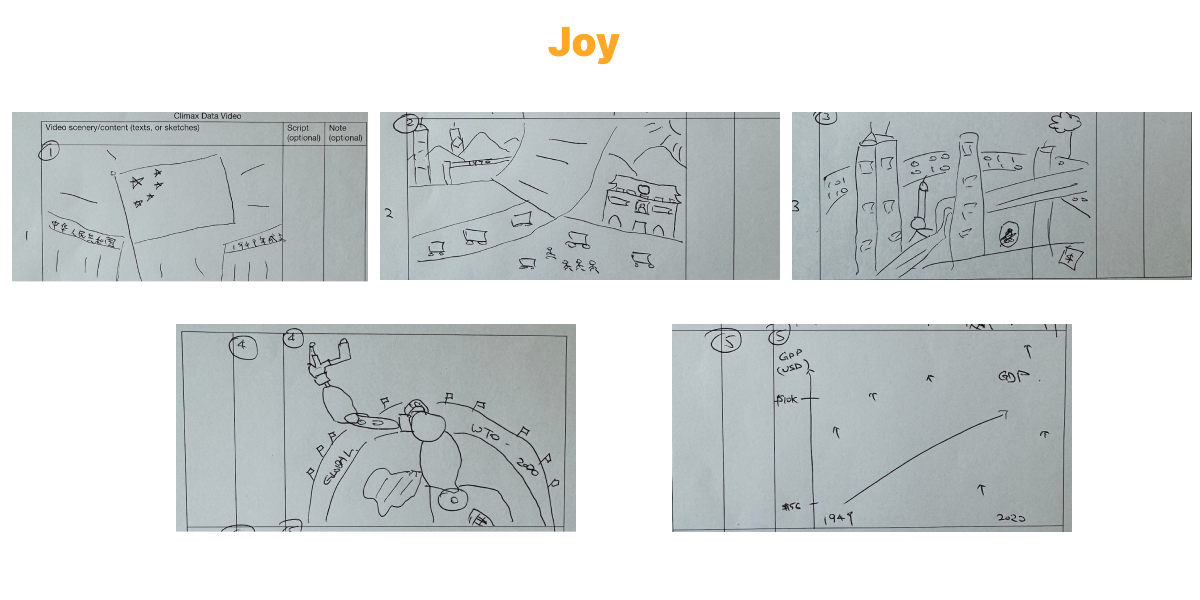 Joy
Climax Data Video
Video scenery/content (texts, or sketches)
Script (optional)
Note (optional)
1
1
中华人民共和国
1949年成立
2
2
3
3
$
4
4
GLOBAL
WTO
2000
5
5
GDP
(USD)
$10K
$56
1949
2020
GDP